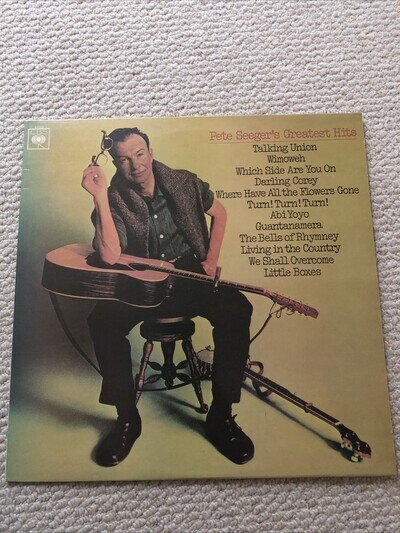 CBS
Pete Seeger's Greatest Hits
Talking Union
Wimoweh
Which Side Are You On
Darling Corey
Where Have All the Flowers Gone
Turn! Turn! Turn!
Abi Yoyo
Guantanamera
The Bells of Rhymney
Living in the Country
We Shall Overcome
Little Boxes